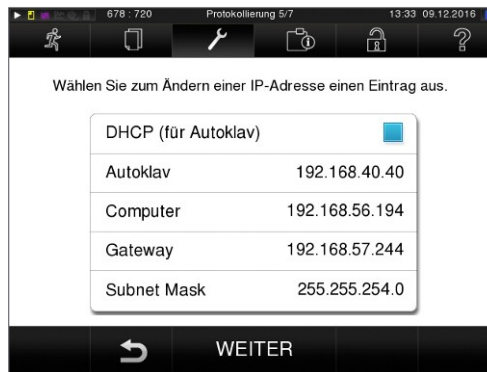 678 : 720 Protokollierung 5/7 13:33 09.12.2016
Wählen Sie zum Ändern einer IP-Adresse einen Eintrag aus.
DHCP (für Autoklav)
Autoklav 192.168.40.40
Computer 192.168.56.194
Gateway 192.168.57.244
Subnet Mask 255.255.254.0
WEITER